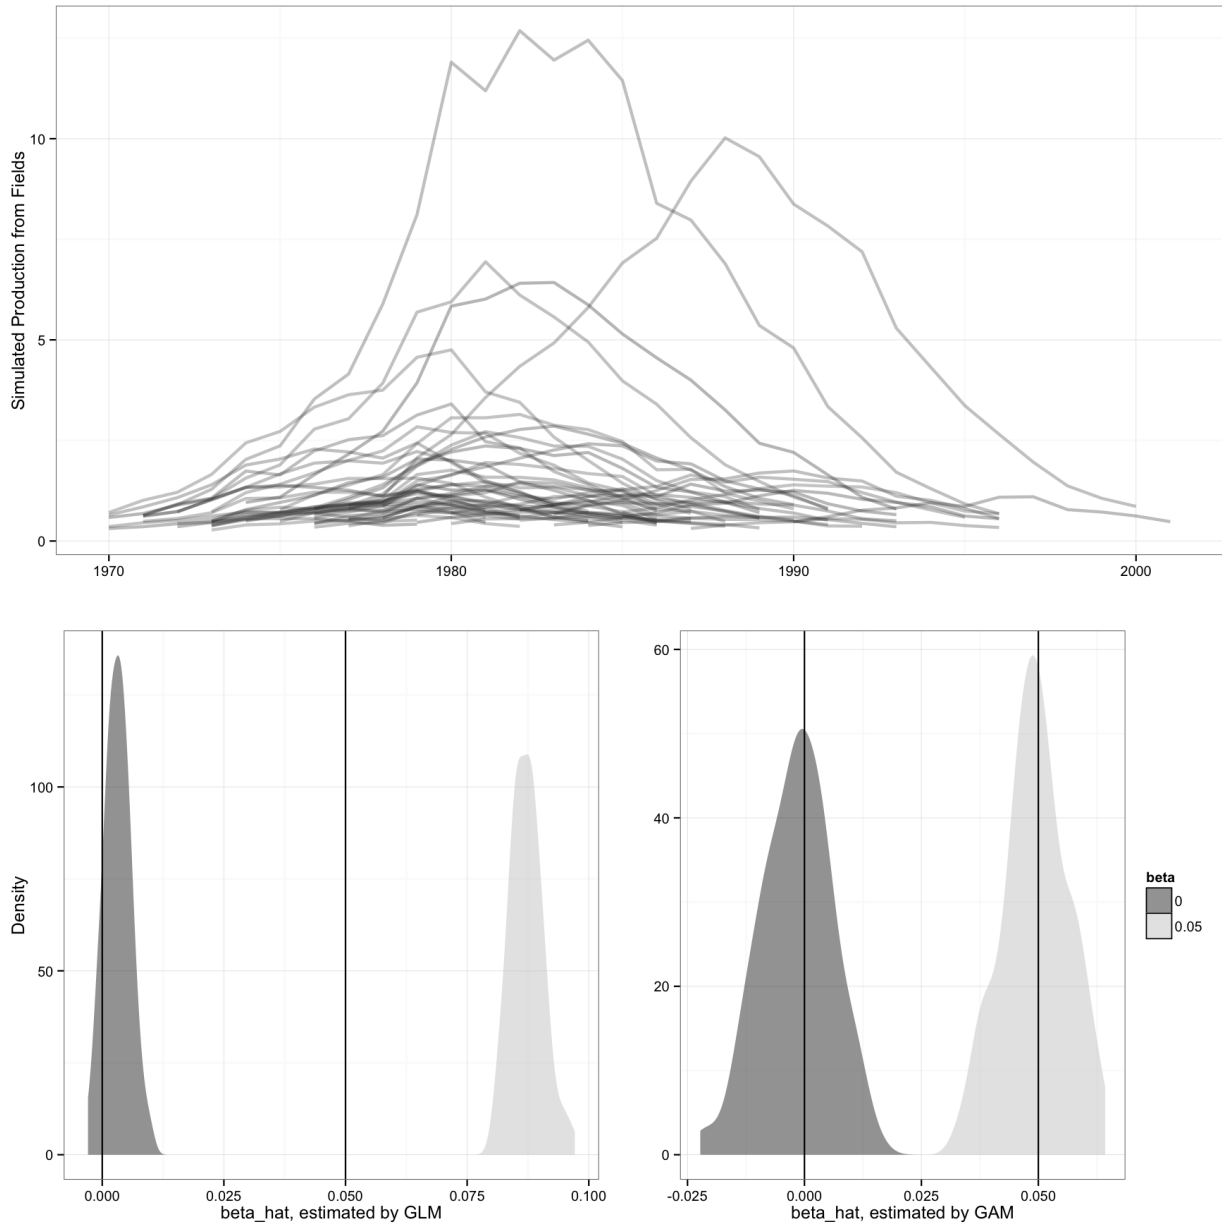 Simulated Production from Fields
10
5
0
1970 1980 1990 2000
Density
100
50
0
0.000 0.025 0.050 0.075 0.100
beta_hat, estimated by GLM
60
40
20
0
-0.025 0.000 0.025 0.050
beta_hat, estimated by GAM
beta
0
0.05